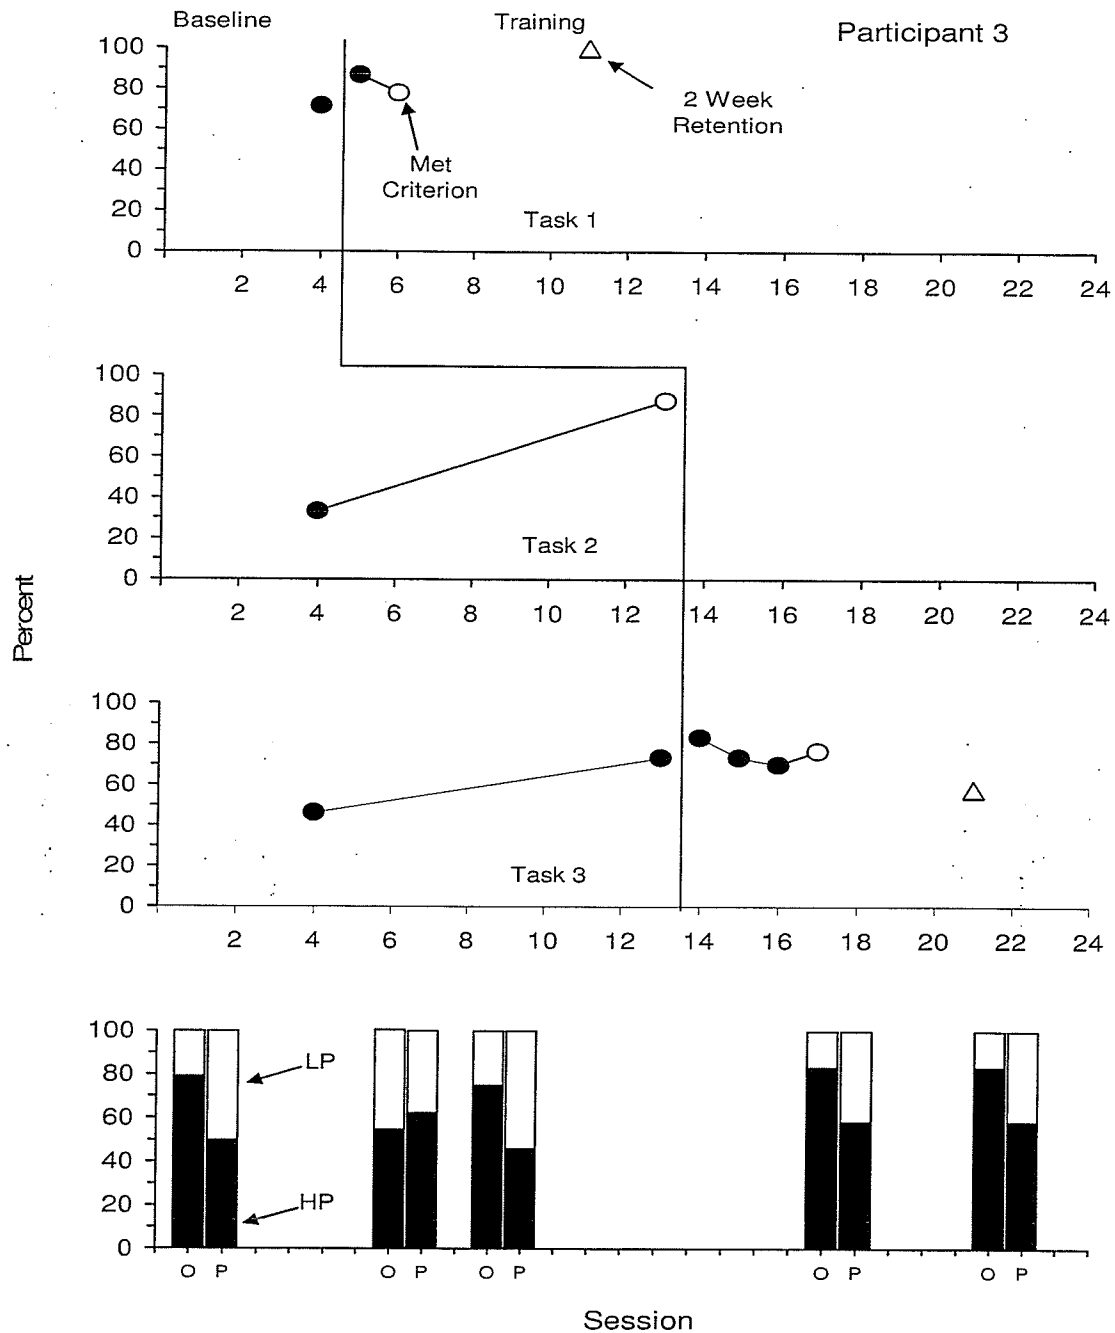 Baseline
Training
Participant 3
100
80
60
40
20
0
2 Week
Retention
Met
Criterion
Task 1
2 4 6 8 10 12 14 16 18 20 22 24
100
80
60
40
20
0
Task 2
2 4 6 8 10 12 14 16 18 20 22 24
Percent
100
80
60
40
20
0
Task 3
2 4 6 8 10 12 14 16 18 20 22 24
100
80
60
40
20
0
LP
HP
O P O P O P O P O P
Session